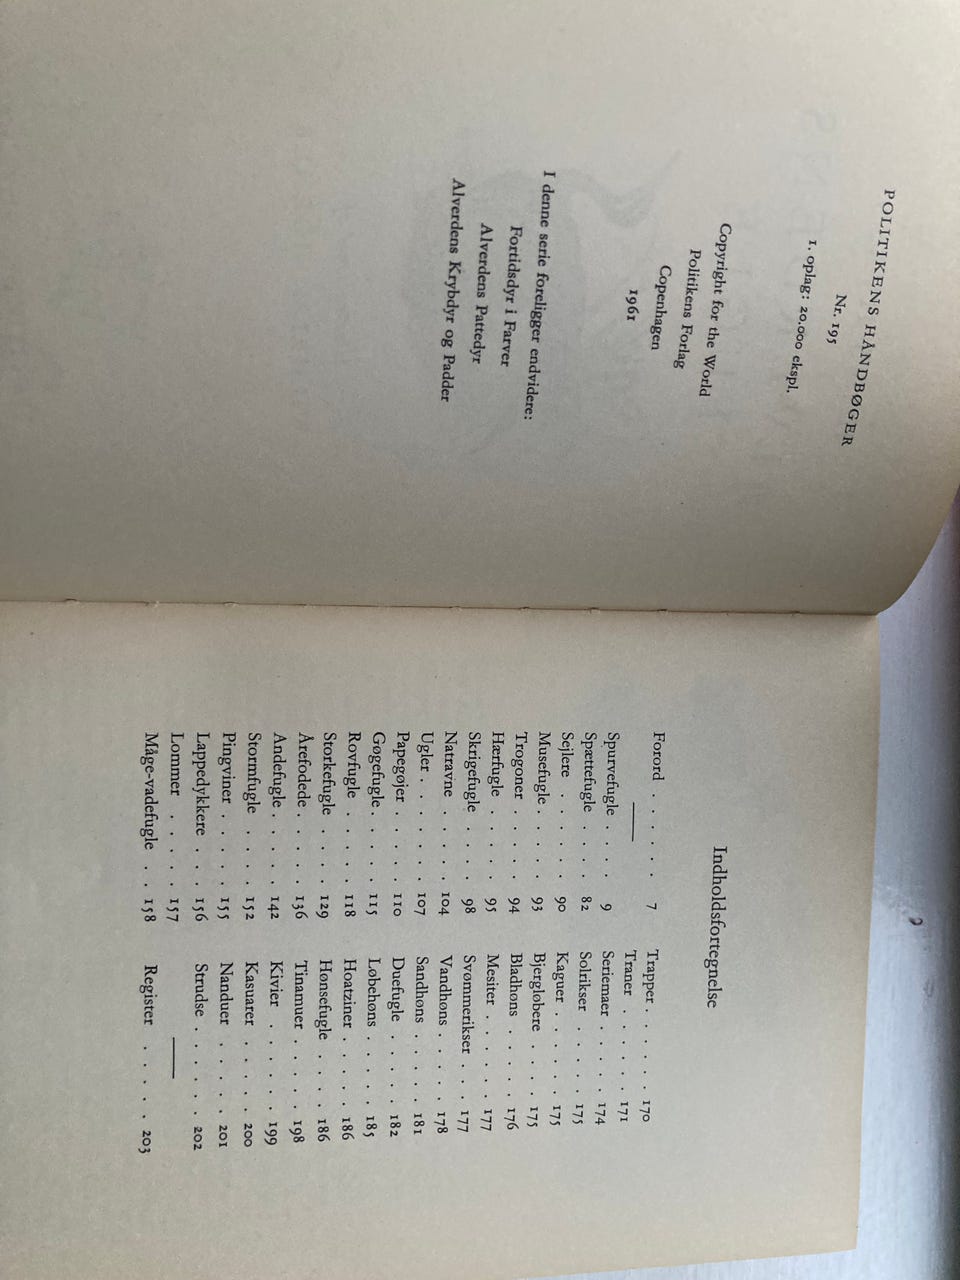 POLITIKENS HÅNDBØGER
Nr. 195
1. oplag: 20.000 ekspl.
Copyright for the World
Politikens Forlag
Copenhagen
1961
I denne serie foreligger endvidere:
Fortidsdyr i Farver
Alverdens Pattedyr
Alverdens Krybdyr og Padder
Indholdsfortegnelse
Forord . . . . . 7
Spurvefugle . . . 9
Spættefugle . . . 82
Sejlere . . . . . 90
Musefugle . . . . 93
Trogoner . . . . 94
Hærfugle . . . . 95
Skrigefugle . . . 98
Natravne . . . . 104
Ugler . . . . . 107
Papegøjer . . . . 110
Gøgefugle . . . . 115
Rovfugle . . . . 118
Storkefugle . . . 129
Årefodede . . . . 136
Andefugle . . . . 142
Stormfugle . . . 152
Pingviner . . . . 155
Lappedykkere . . . 156
Lommer . . . . 157
Måge-vadefugle . . 158
Trapper . . . . . 170
Traner . . . . . 171
Seriemaer . . . . 174
Solrikser . . . . 175
Kaguer . . . . . 175
Bjergløbere . . . 175
Bladhøns . . . . 176
Mesiter . . . . . 177
Svømmerikser . . . 177
Vandhøns . . . . 178
Sandhøns . . . . 181
Duefugle . . . . 182
Løbehøns . . . . 185
Hoatziner . . . . 186
Hønsefugle . . . . 186
Tinamuer . . . . 198
Kivier . . . . . 199
Kasuarer . . . . . 200
Nanduer . . . . . 201
Strudse . . . . . 202
Register . . . . . 203